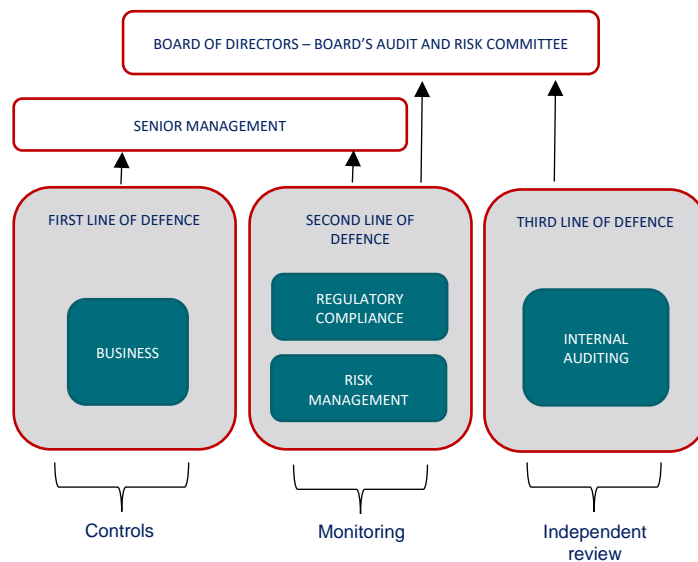 BOARD OF DIRECTORS – BOARD'S AUDIT AND RISK COMMITTEE
SENIOR MANAGEMENT
FIRST LINE OF DEFENCE
BUSINESS
SECOND LINE OF
DEFENCE
REGULATORY
COMPLIANCE
RISK
MANAGEMENT
THIRD LINE OF DEFENCE
INTERNAL
AUDITING
Controls
Monitoring
Independent
review